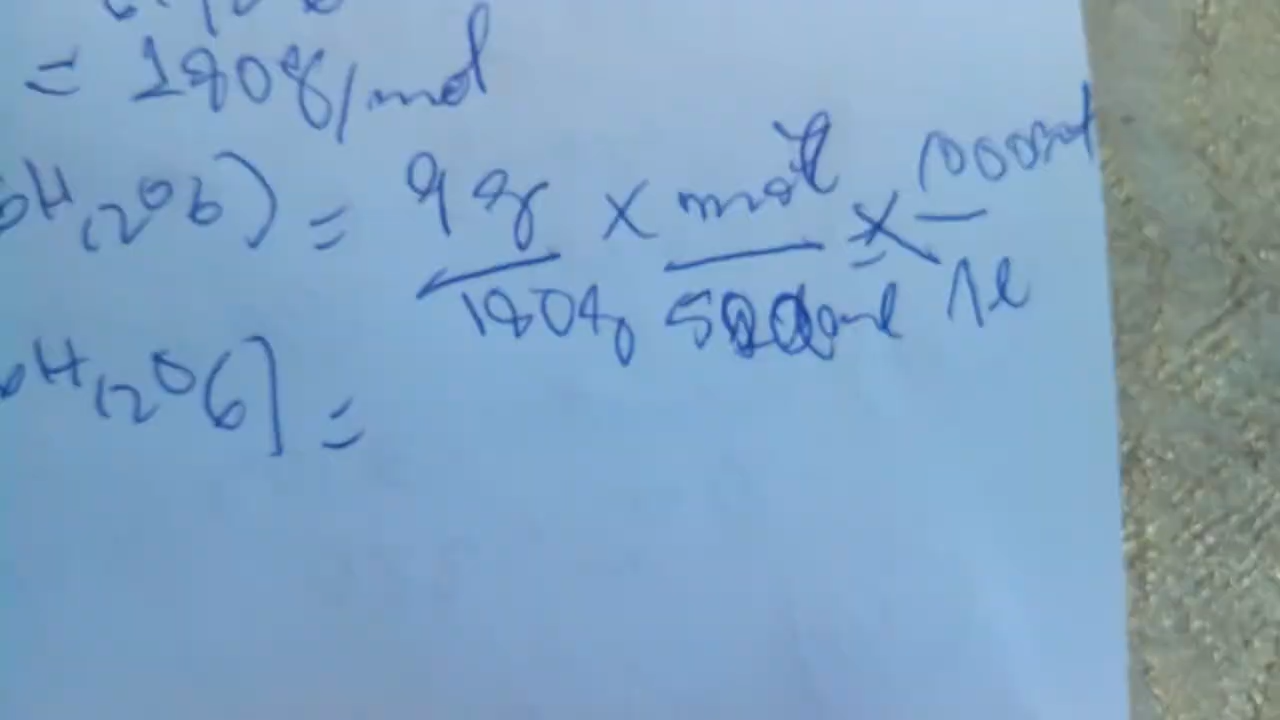 = 180g/mol
6H12O6) = 9g/180g × mol/500ml × 1000ml/1l
6H12O6] =